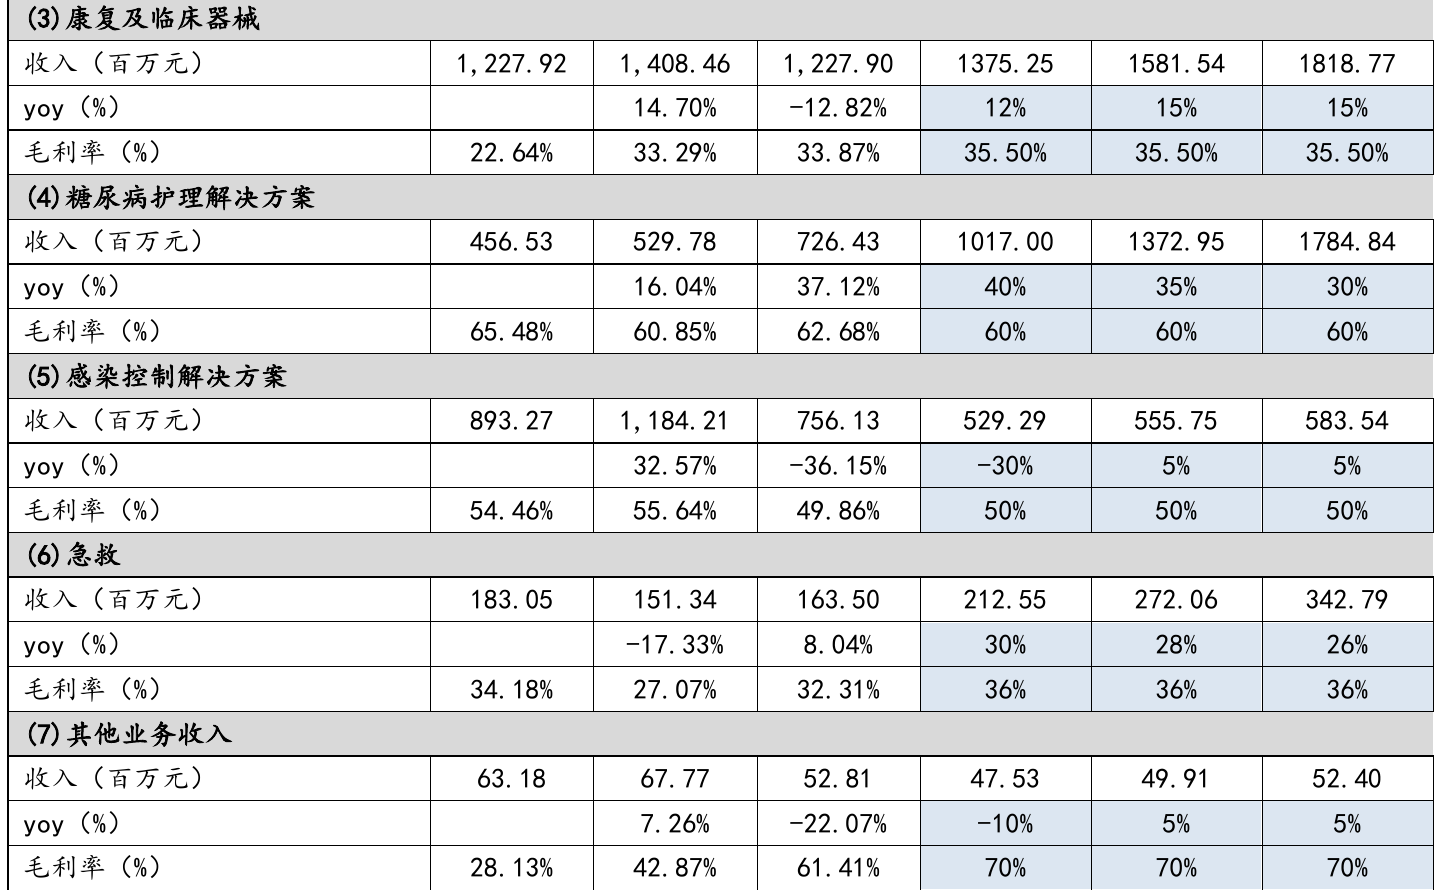 (3)康复及临床器械
收入（百万元） 1,227.92 1,408.46 1,227.90 1375.25 1581.54 1818.77
yoy（%） 14.70% -12.82% 12% 15% 15%
毛利率（%） 22.64% 33.29% 33.87% 35.50% 35.50% 35.50%
(4)糖尿病护理解决方案
收入（百万元） 456.53 529.78 726.43 1017.00 1372.95 1784.84
yoy（%） 16.04% 37.12% 40% 35% 30%
毛利率（%） 65.48% 60.85% 62.68% 60% 60% 60%
(5)感染控制解决方案
收入（百万元） 893.27 1,184.21 756.13 529.29 555.75 583.54
yoy（%） 32.57% -36.15% -30% 5% 5%
毛利率（%） 54.46% 55.64% 49.86% 50% 50% 50%
(6)急救
收入（百万元） 183.05 151.34 163.50 212.55 272.06 342.79
yoy（%） -17.33% 8.04% 30% 28% 26%
毛利率（%） 34.18% 27.07% 32.31% 36% 36% 36%
(7)其他业务收入
收入（百万元） 63.18 67.77 52.81 47.53 49.91 52.40
yoy（%） 7.26% -22.07% -10% 5% 5%
毛利率（%） 28.13% 42.87% 61.41% 70% 70% 70%